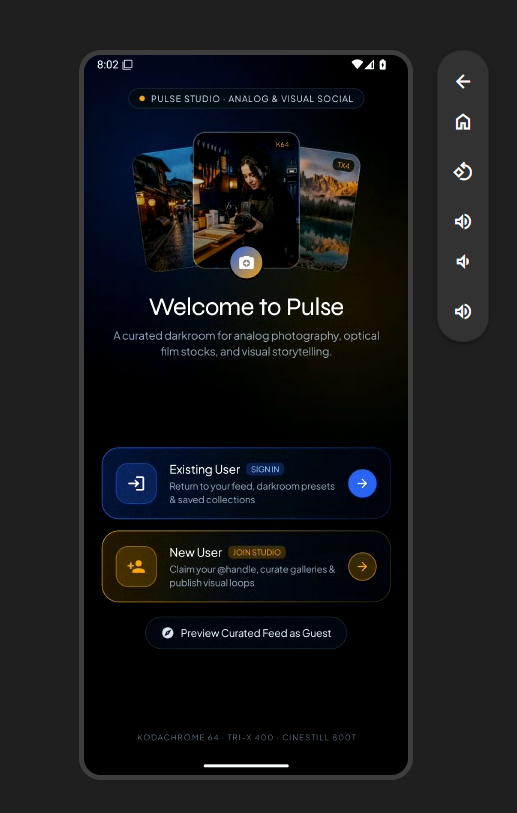 8:02
PULSE STUDIO · ANALOG & VISUAL SOCIAL
K64
TX4
Welcome to Pulse
A curated darkroom for analog photography, optical
film stocks, and visual storytelling.
Existing User SIGN IN
Return to your feed, darkroom presets
& saved collections
New User JOIN STUDIO
Claim your @handle, curate galleries &
publish visual loops
Preview Curated Feed as Guest
KODACHROME 64 · TRI-X 400 · CINESTILL 800T